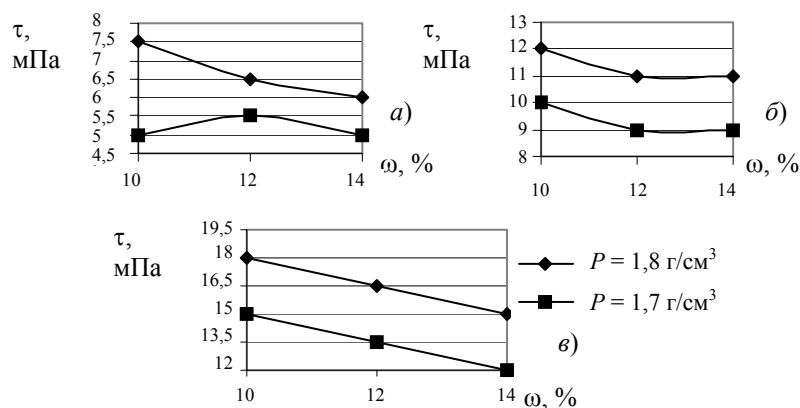 τ,
мПа
8
7,5
7
6,5
6
5,5
5
4,5
10
12
14
ω, %
а)
τ,
мПа
13
12
11
10
9
8
10
12
14
ω, %
б)
τ,
мПа
19,5
18
16,5
15
13,5
12
10
12
14
ω, %
в)
P = 1,8 г/см³
P = 1,7 г/см³